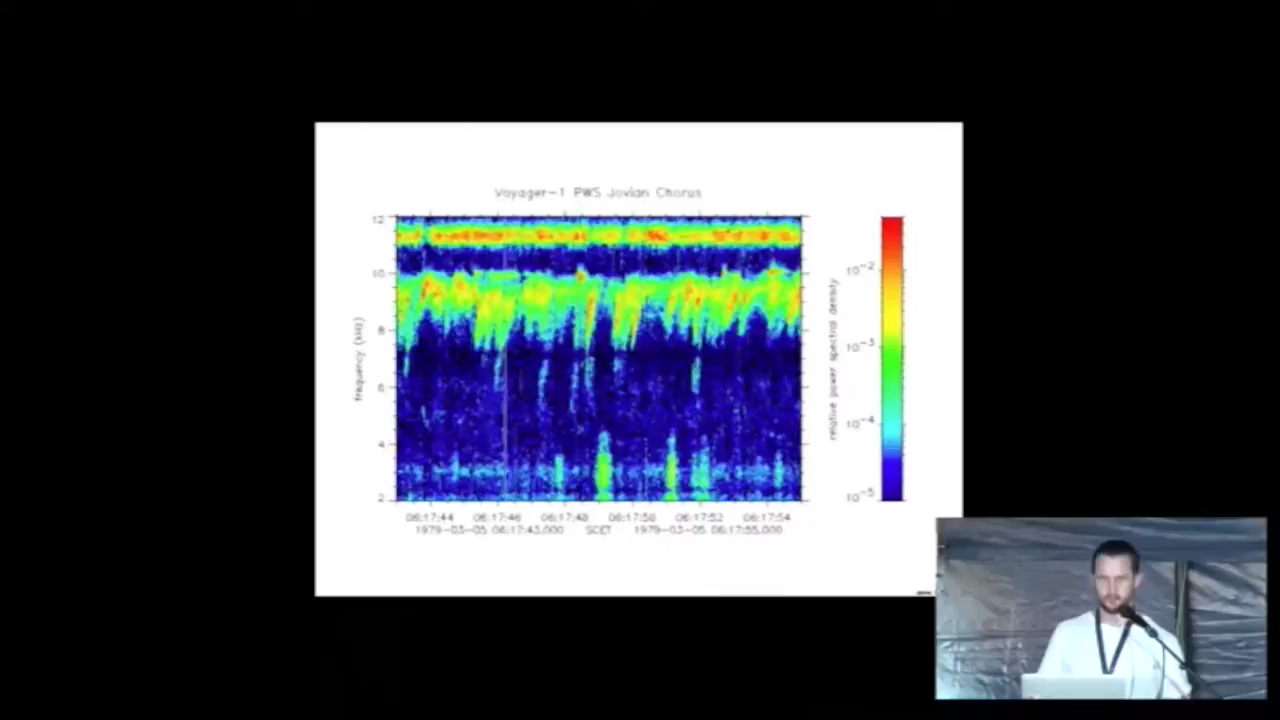 Voyager-1 PWS Jovian Chorus
12
10
8
6
4
2
frequency (kHz)
06:17:44 06:17:46 06:17:48 06:17:50 06:17:52 06:17:54
1979-03-05 06:17:43.000 SCET 1979-03-05 06:17:55.000
relative power spectral density
10-2
10-3
10-4
10-5